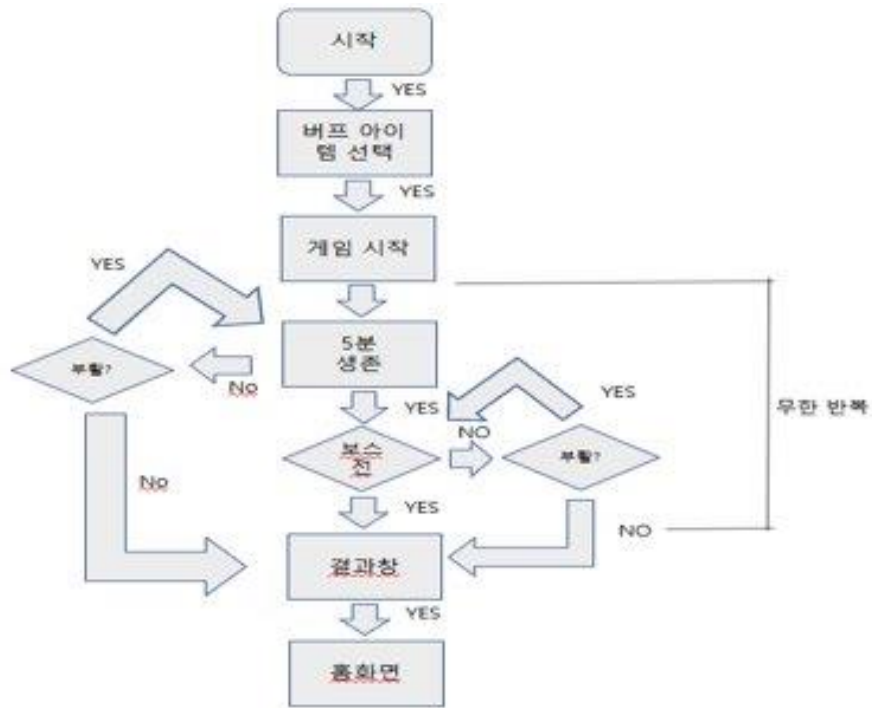 시작
YES
버프 아이
템 선택
YES
게임 시작
YES
5분
생존
부활?
No
YES
YES
NO
무한 반복
보스
전
부활?
No
YES
NO
결과창
YES
홈화면